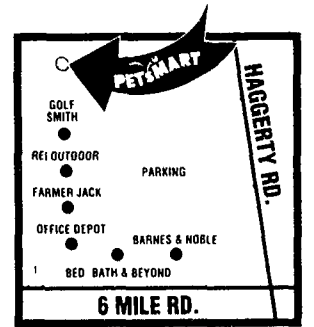 PETSMART
HAGGERTY RD.
GOLF
SMITH
REI OUTDOOR
PARKING
FARMER JACK
OFFICE DEPOT
BARNES & NOBLE
1
BED BATH & BEYOND
6 MILE RD.